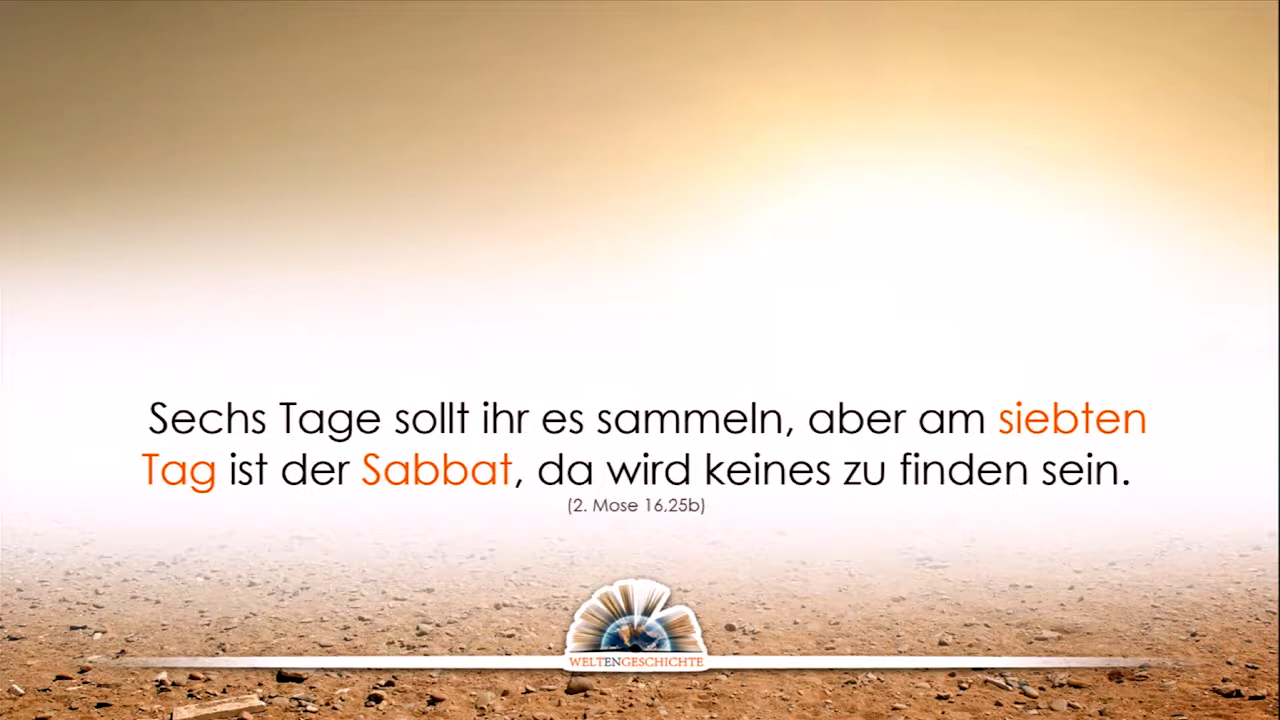 Sechs Tage sollt ihr es sammeln, aber am siebten
Tag ist der Sabbat, da wird keines zu finden sein.
(2. Mose 16,25b)
WELTENGESCHICHTE